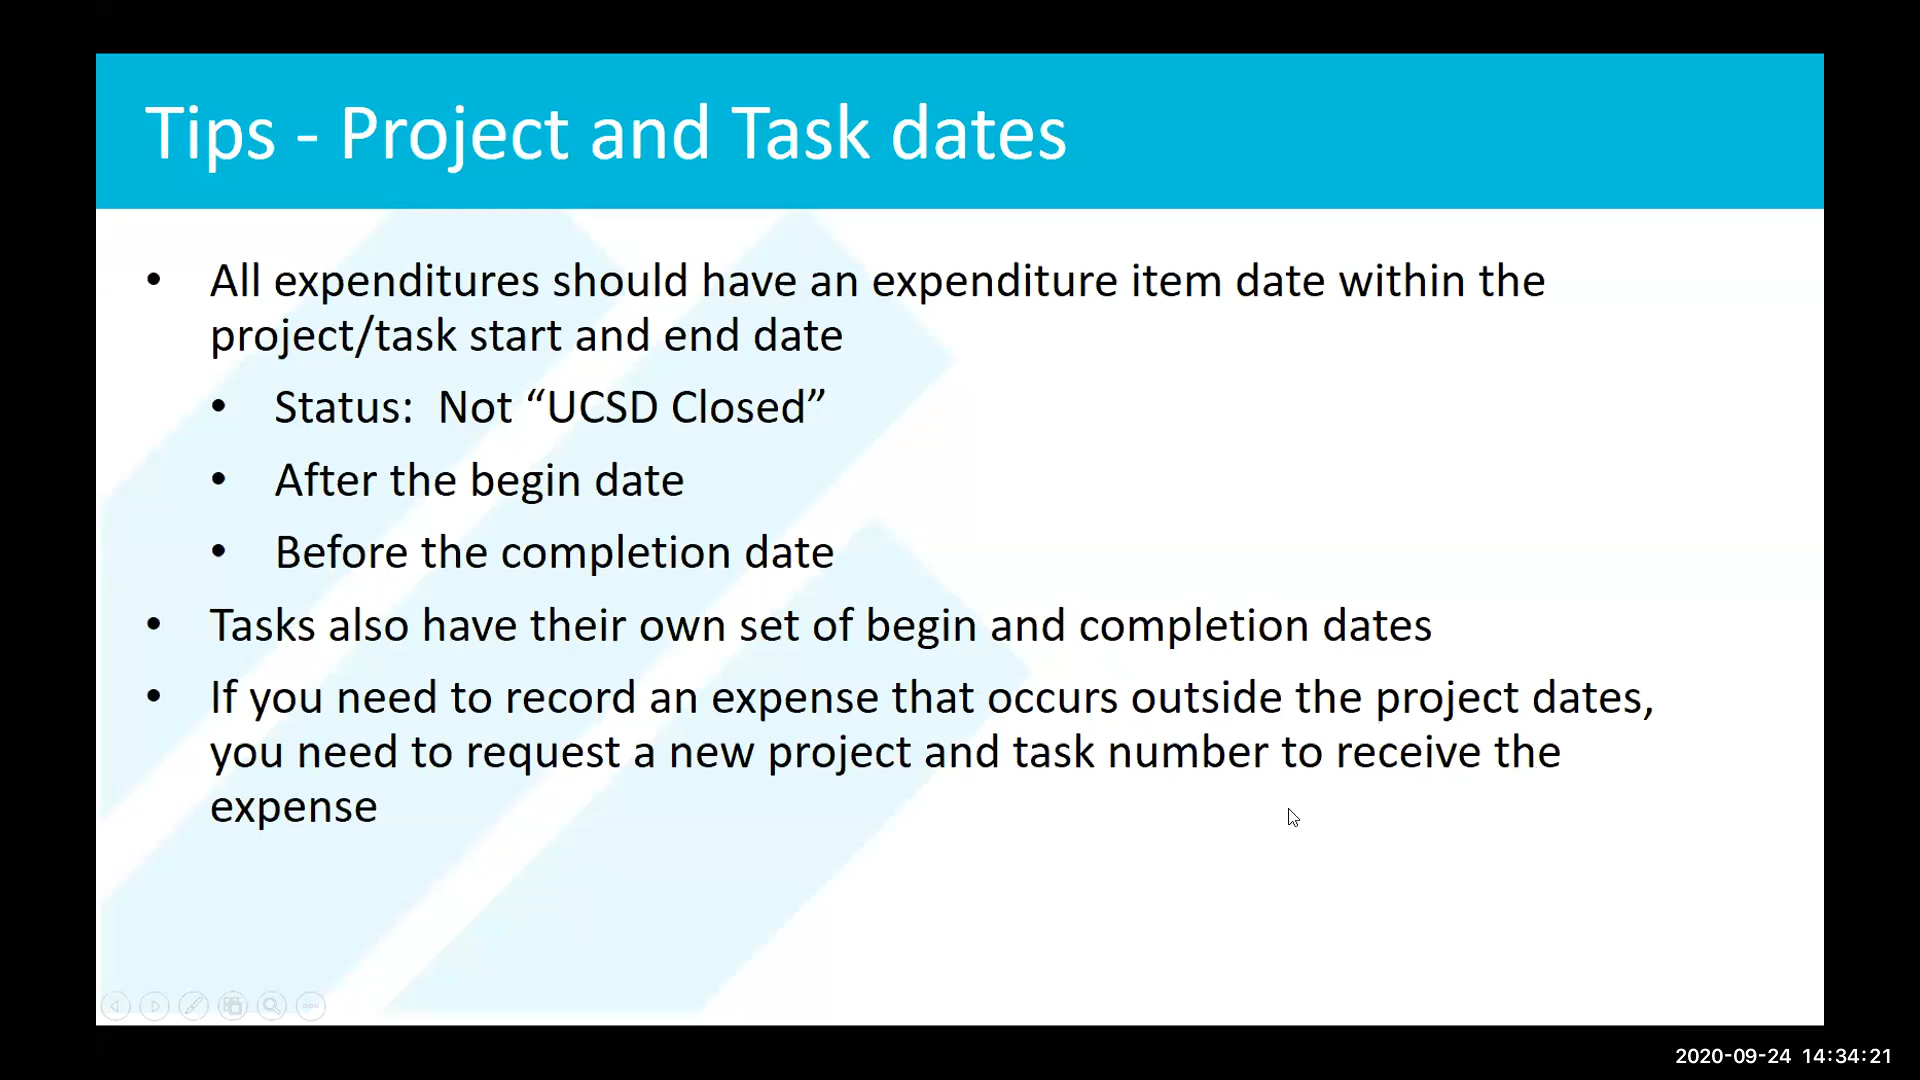 Tips - Project and Task dates
• All expenditures should have an expenditure item date within the
project/task start and end date
• Status:  Not “UCSD Closed”
• After the begin date
• Before the completion date
• Tasks also have their own set of begin and completion dates
• If you need to record an expense that occurs outside the project dates,
you need to request a new project and task number to receive the
expense
2020-09-24 14:34:21